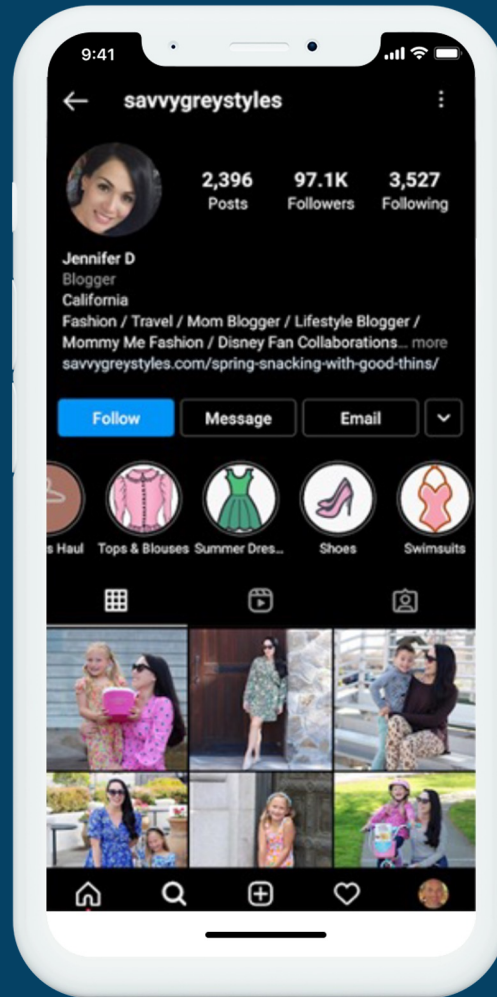 9:41
savvygreystyles
2,396 97.1K 3,527
Posts Followers Following
Jennifer D
Blogger
California
Fashion / Travel / Mom Blogger / Lifestyle Blogger /
Mommy Me Fashion / Disney Fan Collaborations... more
savvygreystyles.com/spring-snacking-with-good-thins/
Follow Message Email
s Haul Tops & Blouses Summer Dres... Shoes Swimsuits